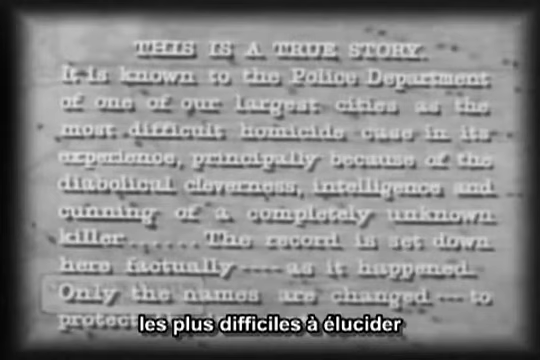 THIS IS A TRUE STORY.
It is known to the Police Department
of one of our largest cities as the
most difficult homicide case in its
experience, principally because of the
diabolical cleverness, intelligence and
cunning of a completely unknown
killer......The record is set down
here factually----as it happened.
Only the names are changed---to
protect
les plus difficiles à élucider